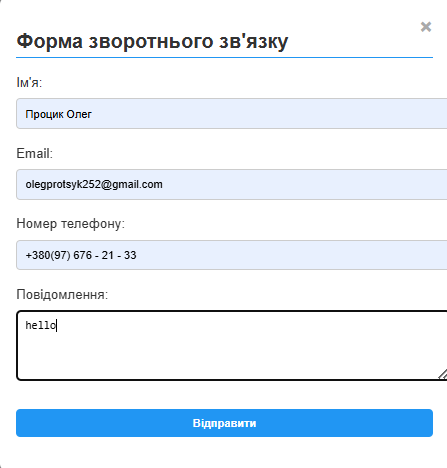 ×
Форма зворотнього зв'язку
Ім'я:
Процик Олег
Email:
olegprotsyk252@gmail.com
Номер телефону:
+380(97) 676 - 21 - 33
Повідомлення:
hello
Відправити